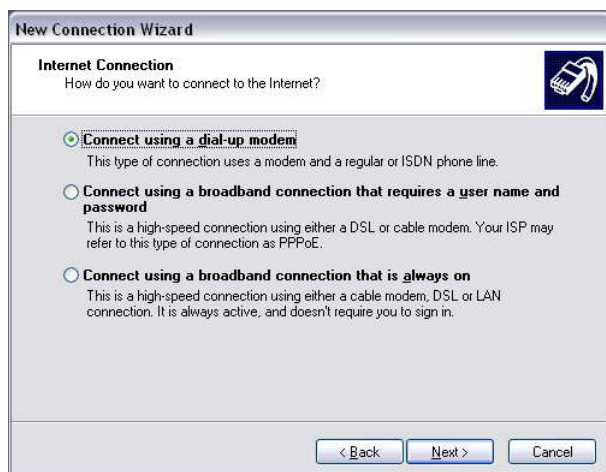 New Connection Wizard
Internet Connection
How do you want to connect to the Internet?
Connect using a dial-up modem
This type of connection uses a modem and a regular or ISDN phone line.
Connect using a broadband connection that requires a user name and
password
This is a high-speed connection using either a DSL or cable modem. Your ISP may
refer to this type of connection as PPPoE.
Connect using a broadband connection that is always on
This is a high-speed connection using either a cable modem, DSL or LAN
connection. It is always active, and doesn't require you to sign in.
< Back Next > Cancel